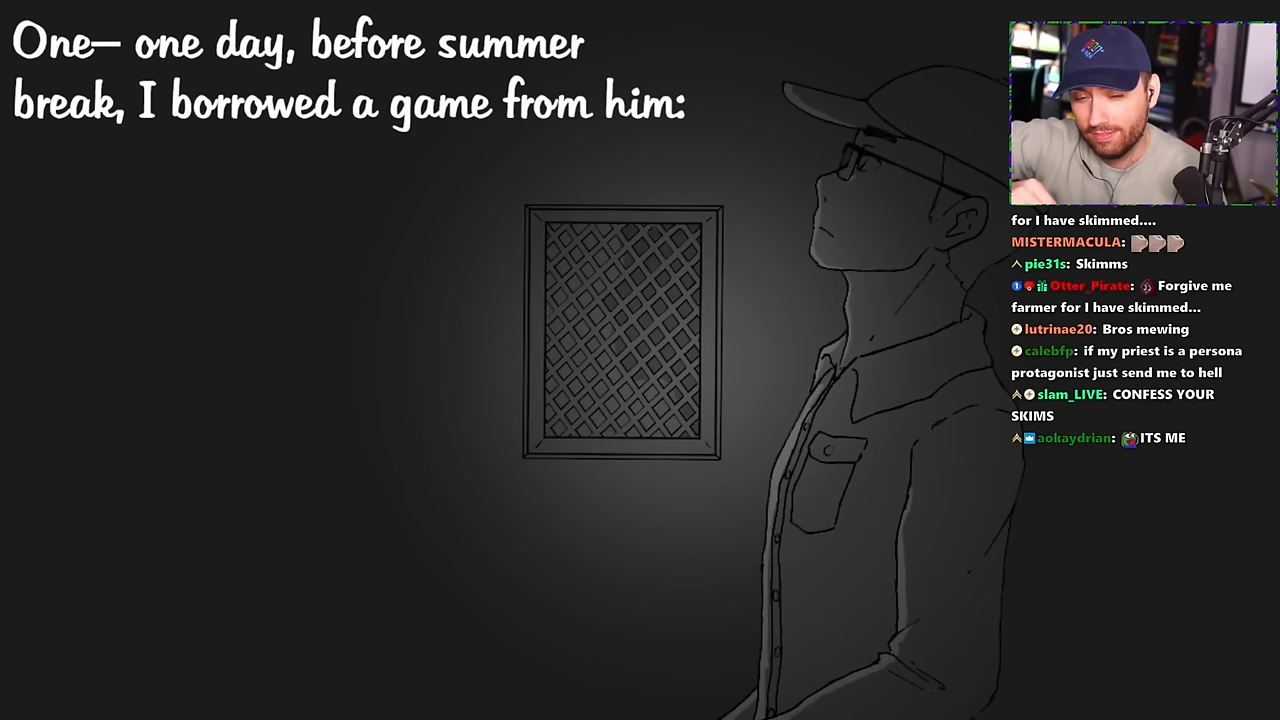 One— one day, before summer
break, I borrowed a game from him:
for I have skimmed....
MISTERMACULA:
pie31s: Skimms
Otter_Pirate: Forgive me
farmer for I have skimmed...
lutrinae20: Bros mewing
calebfp: if my priest is a persona
protagonist just send me to hell
slam_LIVE: CONFESS YOUR
SKIMS
aokaydrian: ITS ME